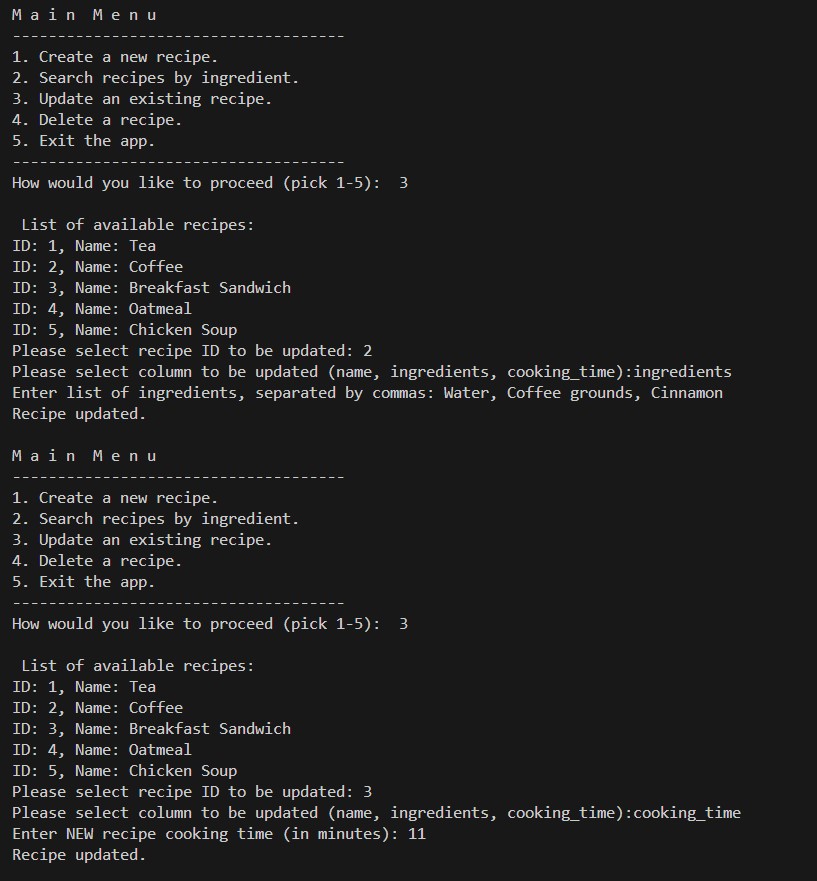 M a i n  M e n u
-------------------------------------
1. Create a new recipe.
2. Search recipes by ingredient.
3. Update an existing recipe.
4. Delete a recipe.
5. Exit the app.
-------------------------------------
How would you like to proceed (pick 1-5):  3

 List of available recipes:
ID: 1, Name: Tea
ID: 2, Name: Coffee
ID: 3, Name: Breakfast Sandwich
ID: 4, Name: Oatmeal
ID: 5, Name: Chicken Soup
Please select recipe ID to be updated: 2
Please select column to be updated (name, ingredients, cooking_time):ingredients
Enter list of ingredients, separated by commas: Water, Coffee grounds, Cinnamon
Recipe updated.

M a i n  M e n u
-------------------------------------
1. Create a new recipe.
2. Search recipes by ingredient.
3. Update an existing recipe.
4. Delete a recipe.
5. Exit the app.
-------------------------------------
How would you like to proceed (pick 1-5):  3

 List of available recipes:
ID: 1, Name: Tea
ID: 2, Name: Coffee
ID: 3, Name: Breakfast Sandwich
ID: 4, Name: Oatmeal
ID: 5, Name: Chicken Soup
Please select recipe ID to be updated: 3
Please select column to be updated (name, ingredients, cooking_time):cooking_time
Enter NEW recipe cooking time (in minutes): 11
Recipe updated.